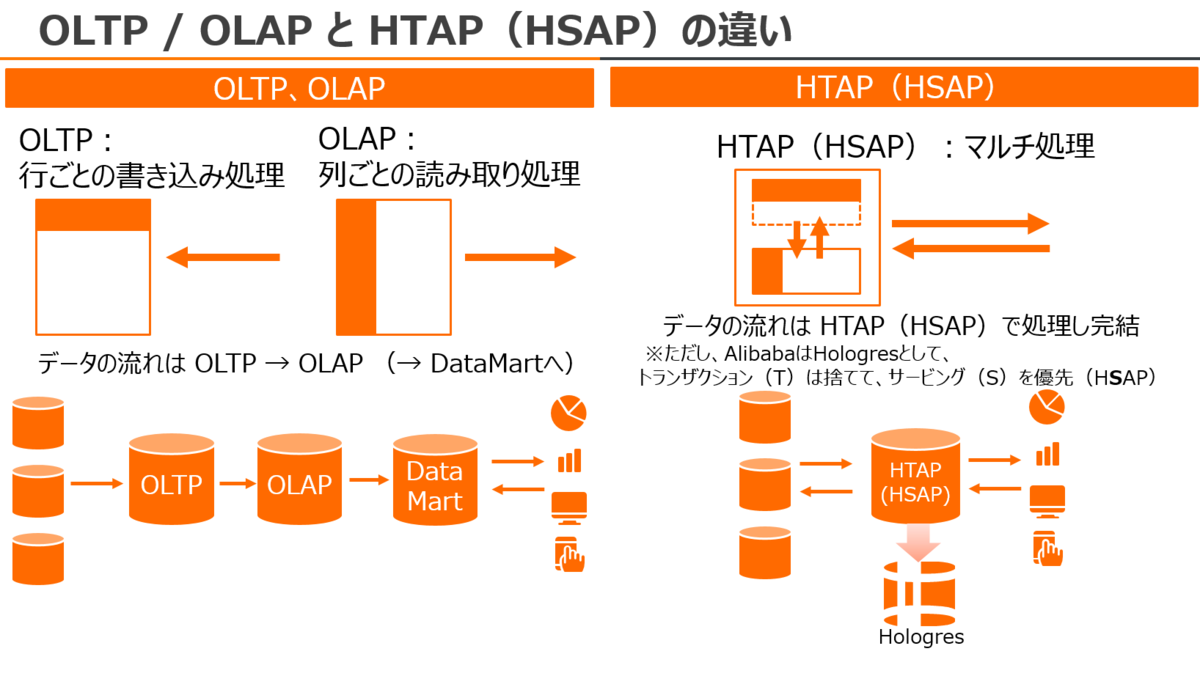 OLTP / OLAP と HTAP（HSAP）の違い
OLTP、OLAP
OLTP：
行ごとの書き込み処理
OLAP：
列ごとの読み取り処理
データの流れは OLTP → OLAP （→ DataMartへ）
OLTP
OLAP
Data
Mart
HTAP（HSAP）
HTAP（HSAP）：マルチ処理
データの流れは HTAP（HSAP）で処理し完結
※ただし、AlibabaはHologresとして、
トランザクション（T）は捨てて、サービング（S）を優先（HSAP）
HTAP
(HSAP)
Hologres